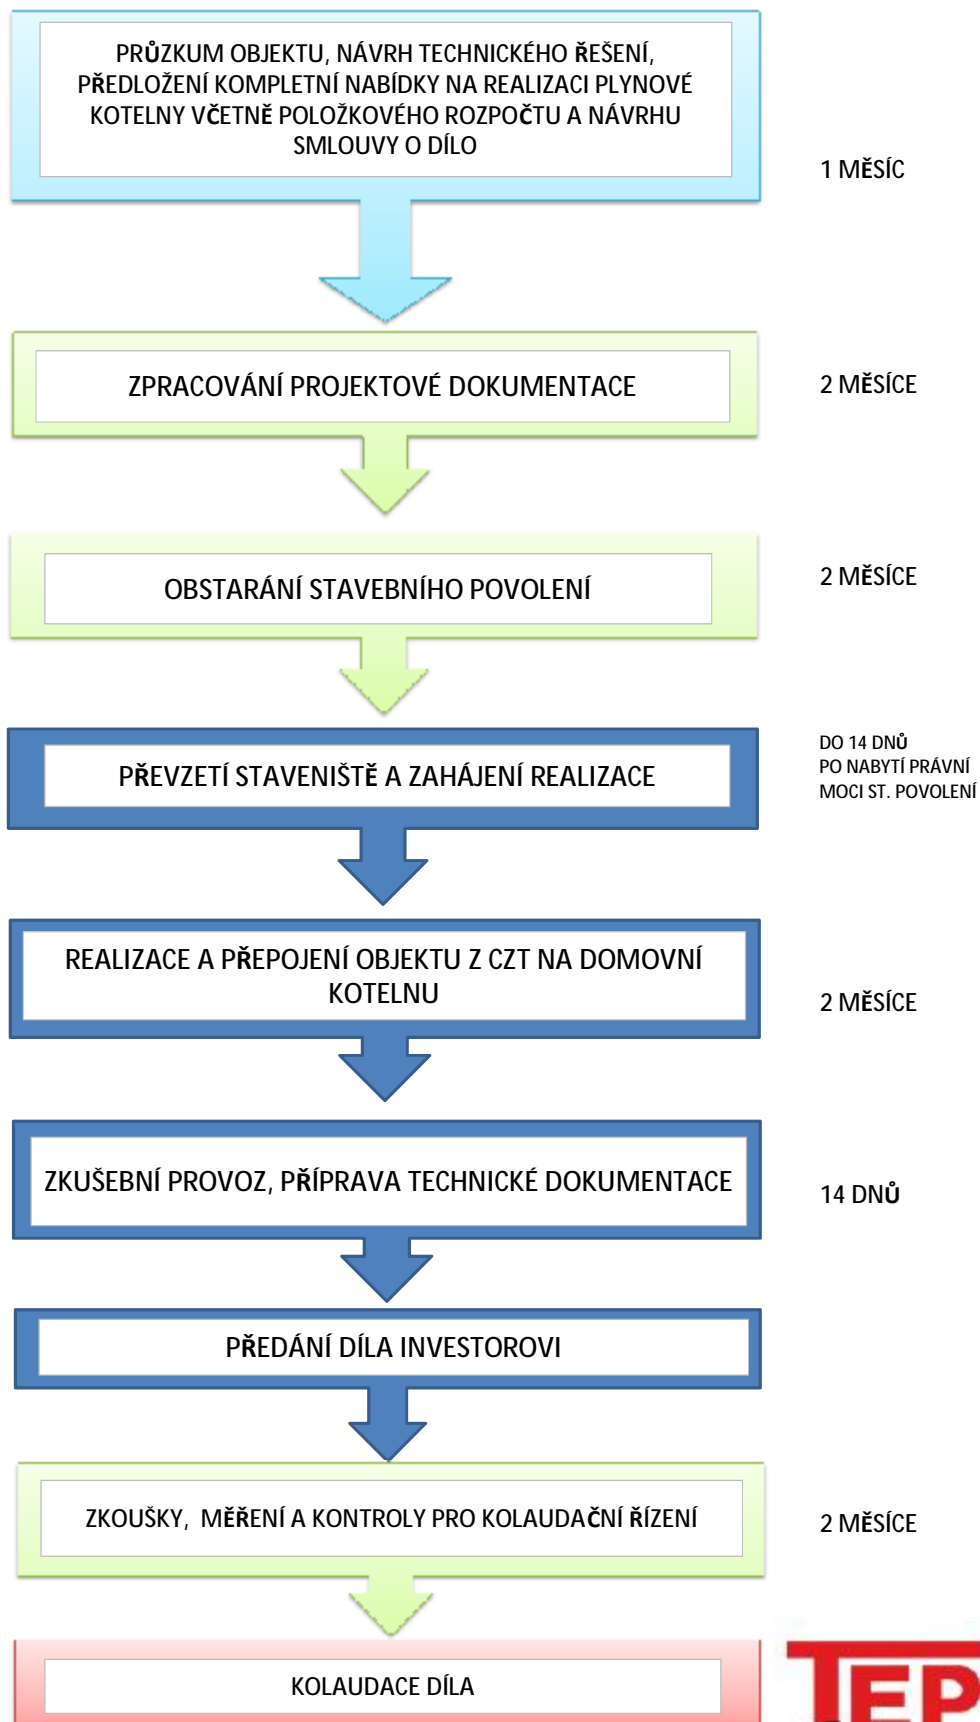 PRŮZKUM OBJEKTU, NÁVRH TECHNICKÉHO ŘEŠENÍ,
PŘEDLOŽENÍ KOMPLETNÍ NABÍDKY NA REALIZACI PLYNOVÉ
KOTELNY VČETNĚ POLOŽKOVÉHO ROZPOČTU A NÁVRHU
SMLOUVY O DÍLO
1 MĚSÍC
ZPRACOVÁNÍ PROJEKTOVÉ DOKUMENTACE
2 MĚSÍCE
OBSTARÁNÍ STAVEBNÍHO POVOLENÍ
2 MĚSÍCE
PŘEVZETÍ STAVENIŠTĚ A ZAHÁJENÍ REALIZACE
DO 14 DNŮ
PO NABYTÍ PRÁVNÍ
MOCI ST. POVOLENÍ
REALIZACE A PŘEPOJENÍ OBJEKTU Z CZT NA DOMOVNÍ
KOTELNU
2 MĚSÍCE
ZKUŠEBNÍ PROVOZ, PŘÍPRAVA TECHNICKÉ DOKUMENTACE
14 DNŮ
PŘEDÁNÍ DÍLA INVESTOROVI
ZKOUŠKY, MĚŘENÍ A KONTROLY PRO KOLAUDAČNÍ ŘÍZENÍ
2 MĚSÍCE
KOLAUDACE DÍLA
TEP